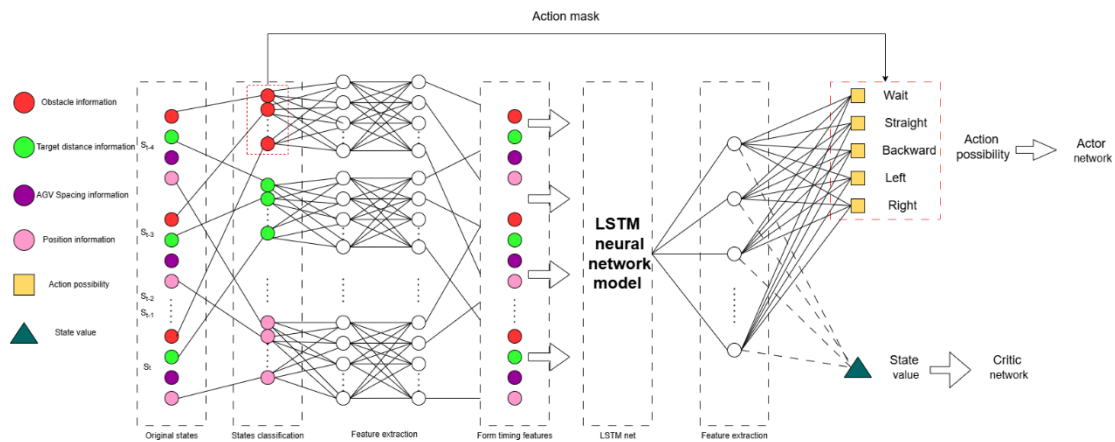 Action mask
Obstacle information
Target distance information
AGV Spacing information
Position information
Action possibility
State value
St-4
St-3
St-2
St-1
St
LSTM
neural
network
model
Wait
Straight
Backward
Left
Right
Action
possibility
Actor
network
State
value
Critic
network
Original states
States classification
Feature extraction
Form timing features
LSTM net
Feature extraction